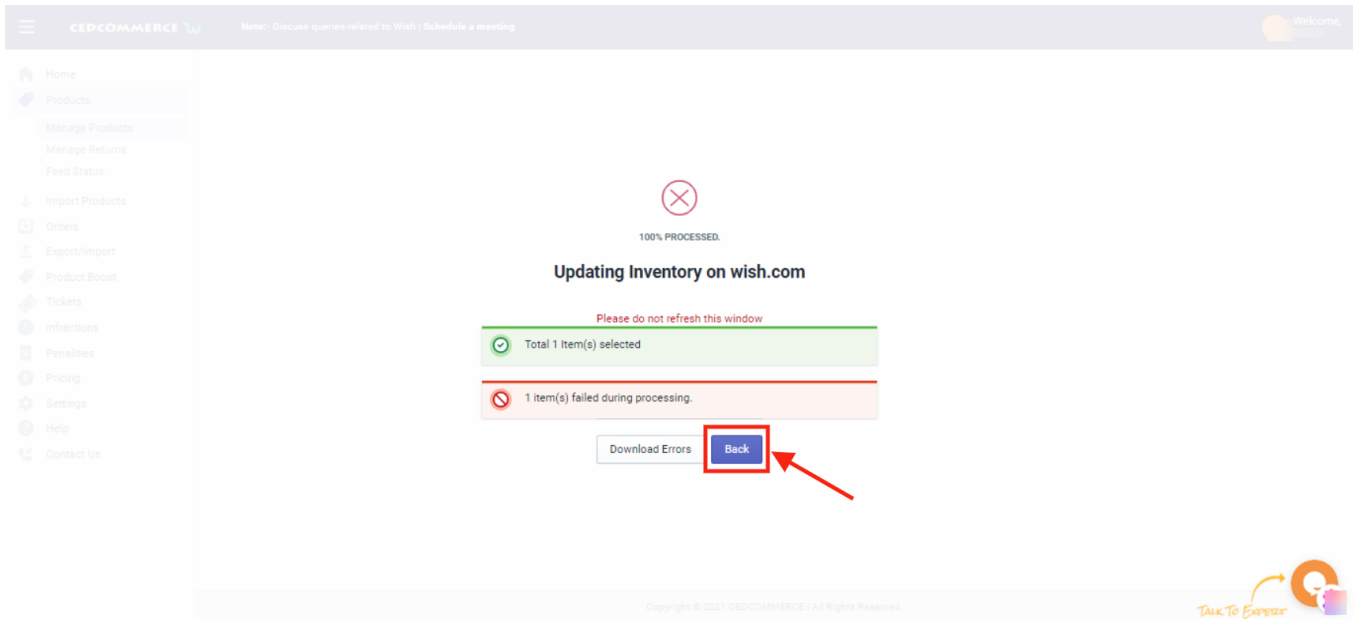 CEDCOMMERCE
Note:- Discuss queries related to Wish | Schedule a meeting
Welcome,
Home
Products
Manage Products
Manage Returns
Feed Status
Import Products
Orders
Export/Import
Product Boost
Tickets
Infractions
Penalities
Pricing
Settings
Help
Contact Us
100% PROCESSED.
Updating Inventory on wish.com
Please do not refresh this window
Total 1 Item(s) selected
1 item(s) failed during processing.
Download Errors
Back
Copyright © 2021 CEDCOMMERCE | All Rights Reserved.
TALK TO EXPERT